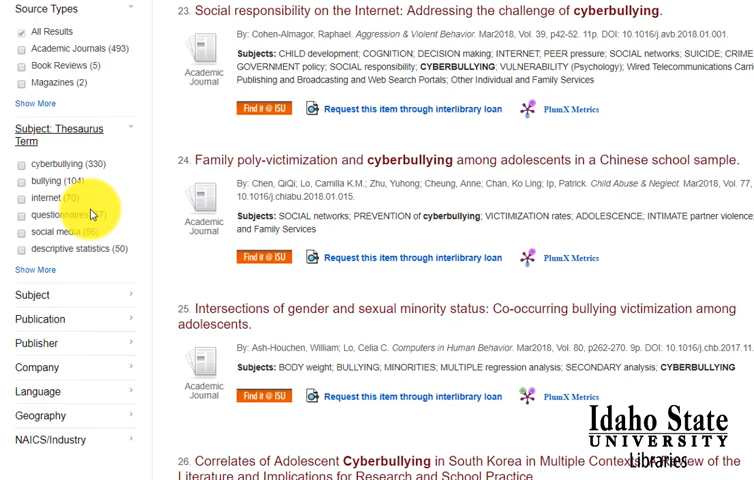 Source Types
All Results
Academic Journals (493)
Book Reviews (5)
Magazines (2)
Show More
Subject: Thesaurus
Term
cyberbullying (330)
bullying (104)
internet (70)
questionnaires
social media (56)
descriptive statistics (50)
Show More
Subject
Publication
Publisher
Company
Language
Geography
NAICS/Industry
23. Social responsibility on the Internet: Addressing the challenge of cyberbullying.
By: Cohen-Almagor, Raphael. Aggression & Violent Behavior. Mar2018, Vol. 39, p42-52. 11p. DOI: 10.1016/j.avb.2018.01.001.
Academic
Journal
Subjects: CHILD development; COGNITION; DECISION making; INTERNET; PEER pressure; SOCIAL networks; SUICIDE; CRIME
GOVERNMENT policy; SOCIAL responsibility; CYBERBULLYING; VULNERABILITY (Psychology); Wired Telecommunications Carri
Publishing and Broadcasting and Web Search Portals; Other Individual and Family Services
Find it @ ISU
Request this item through interlibrary loan
PlumX Metrics
24. Family poly-victimization and cyberbullying among adolescents in a Chinese school sample.
By: Chen, QiQi; Lo, Camilla K.M.; Zhu, Yuhong; Cheung, Anne; Chan, Ko Ling; Ip, Patrick. Child Abuse & Neglect. Mar2018, Vol. 77,
10.1016/j.chiabu.2018.01.015.
Academic
Journal
Subjects: SOCIAL networks; PREVENTION of cyberbullying; VICTIMIZATION rates; ADOLESCENCE; INTIMATE partner violence;
and Family Services
Find it @ ISU
Request this item through interlibrary loan
PlumX Metrics
25. Intersections of gender and sexual minority status: Co-occurring bullying victimization among
adolescents.
By: Ash-Houchen, William; Lo, Celia C. Computers in Human Behavior. Mar2018, Vol. 80, p262-270. 9p. DOI: 10.1016/j.chb.2017.11.
Academic
Journal
Subjects: BODY weight; BULLYING; MINORITIES; MULTIPLE regression analysis; SECONDARY analysis; CYBERBULLYING
Find it @ ISU
Request this item through interlibrary loan
PlumX Metrics
26. Correlates of Adolescent Cyberbullying in South Korea in Multiple Contexts: A Review of the
Literature and Implications for Research and School Practice
Idaho State
UNIVERSITY
Libraries